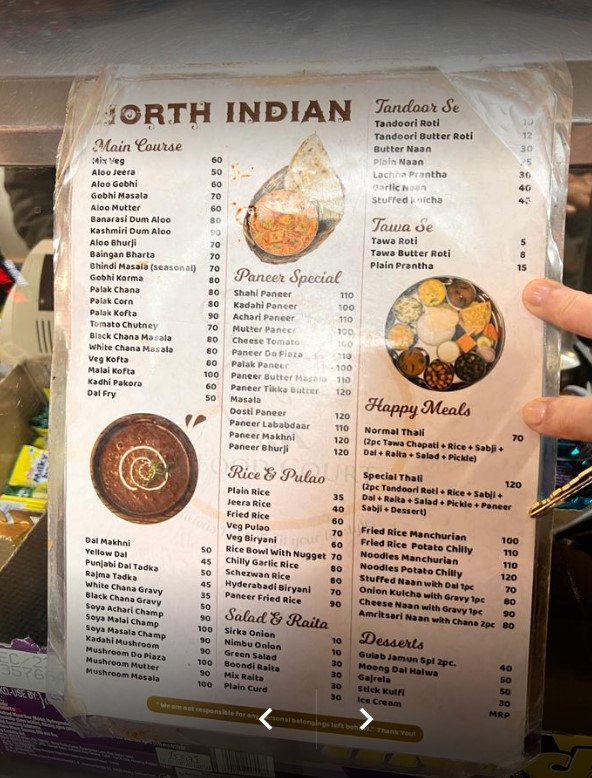 NORTH INDIAN
Main Course
Mix Veg 60
Aloo Jeera 50
Aloo Gobhi 60
Gobhi Masala 70
Aloo Mutter 60
Banarasi Dum Aloo 80
Kashmiri Dum Aloo 90
Aloo Bhurji 70
Baingan Bharta 70
Bhindi Masala (seasonal) 70
Gobhi Korma 80
Palak Chana 80
Palak Corn 80
Palak Kofta 90
Tomato Chutney 70
Black Chana Masala 80
White Chana Masala 80
Veg Kofta 80
Malai Kofta 100
Kadhi Pakora 60
Dal Fry 50
Dal Makhni 50
Yellow Dal 45
Punjabi Dal Tadka 50
Rajma Tadka 45
White Chana Gravy 45
Black Chana Gravy 35
Soya Achari Champ 50
Soya Malai Champ 90
Soya Masala Champ 100
Kadahi Mushroom 90
Mushroom Do Piaza 90
Mushroom Mutter 100
Mushroom Masala 100
Paneer Special
Shahi Paneer 110
Kadahi Paneer 100
Achari Paneer 110
Mutter Paneer 100
Cheese Tomato 100
Paneer Do Piaza 110
Palak Paneer 100
Paneer Butter Masala 110
Paneer Tikka Butter 120
Masala
Dosti Paneer 120
Paneer Lababdaar 110
Paneer Makhni 120
Paneer Bhurji 120
Rice & Pulao
Plain Rice 35
Jeera Rice 40
Fried Rice 60
Veg Pulao 70
Veg Biryani 60
Rice Bowl With Nugget 70
Chilly Garlic Rice 80
Schezwan Rice 80
Hyderabadi Biryani 70
Paneer Fried Rice 90
Salad & Raita
Sirka Onion 10
Nimbu Onion 10
Green Salad 30
Boondi Raita 30
Mix Raita 30
Plain Curd 30
Tandoor Se
Tandoori Roti 10
Tandoori Butter Roti 12
Butter Naan 30
Plain Naan 25
Lachha Prantha 30
Garlic Naan 40
Stuffed Kulcha 45
Tawa Se
Tawa Roti 5
Tawa Butter Roti 8
Plain Prantha 15
Happy Meals
Normal Thali 70
(2pc Tawa Chapati + Rice + Sabji +
Dal + Raita + Salad + Pickle)
Special Thali 120
(2pc Tandoori Roti + Rice + Sabji +
Dal + Raita + Salad + Pickle + Paneer
Sabji + Dessert)
Fried Rice Manchurian 100
Fried Rice Potato Chilly 110
Noodles Manchurian 110
Noodles Potato Chilly 120
Stuffed Naan with Dal 1pc 70
Onion Kulcha with Gravy 1pc 80
Cheese Naan with Gravy 1pc 90
Amritsari Naan with Chana 2pc 80
Desserts
Gulab Jamun Spl 2pc. 40
Moong Dal Halwa 50
Gajrela 50
Stick Kulfi 30
Ice Cream MRP
"We are not responsible for any personal belongings left behind." Thank You!